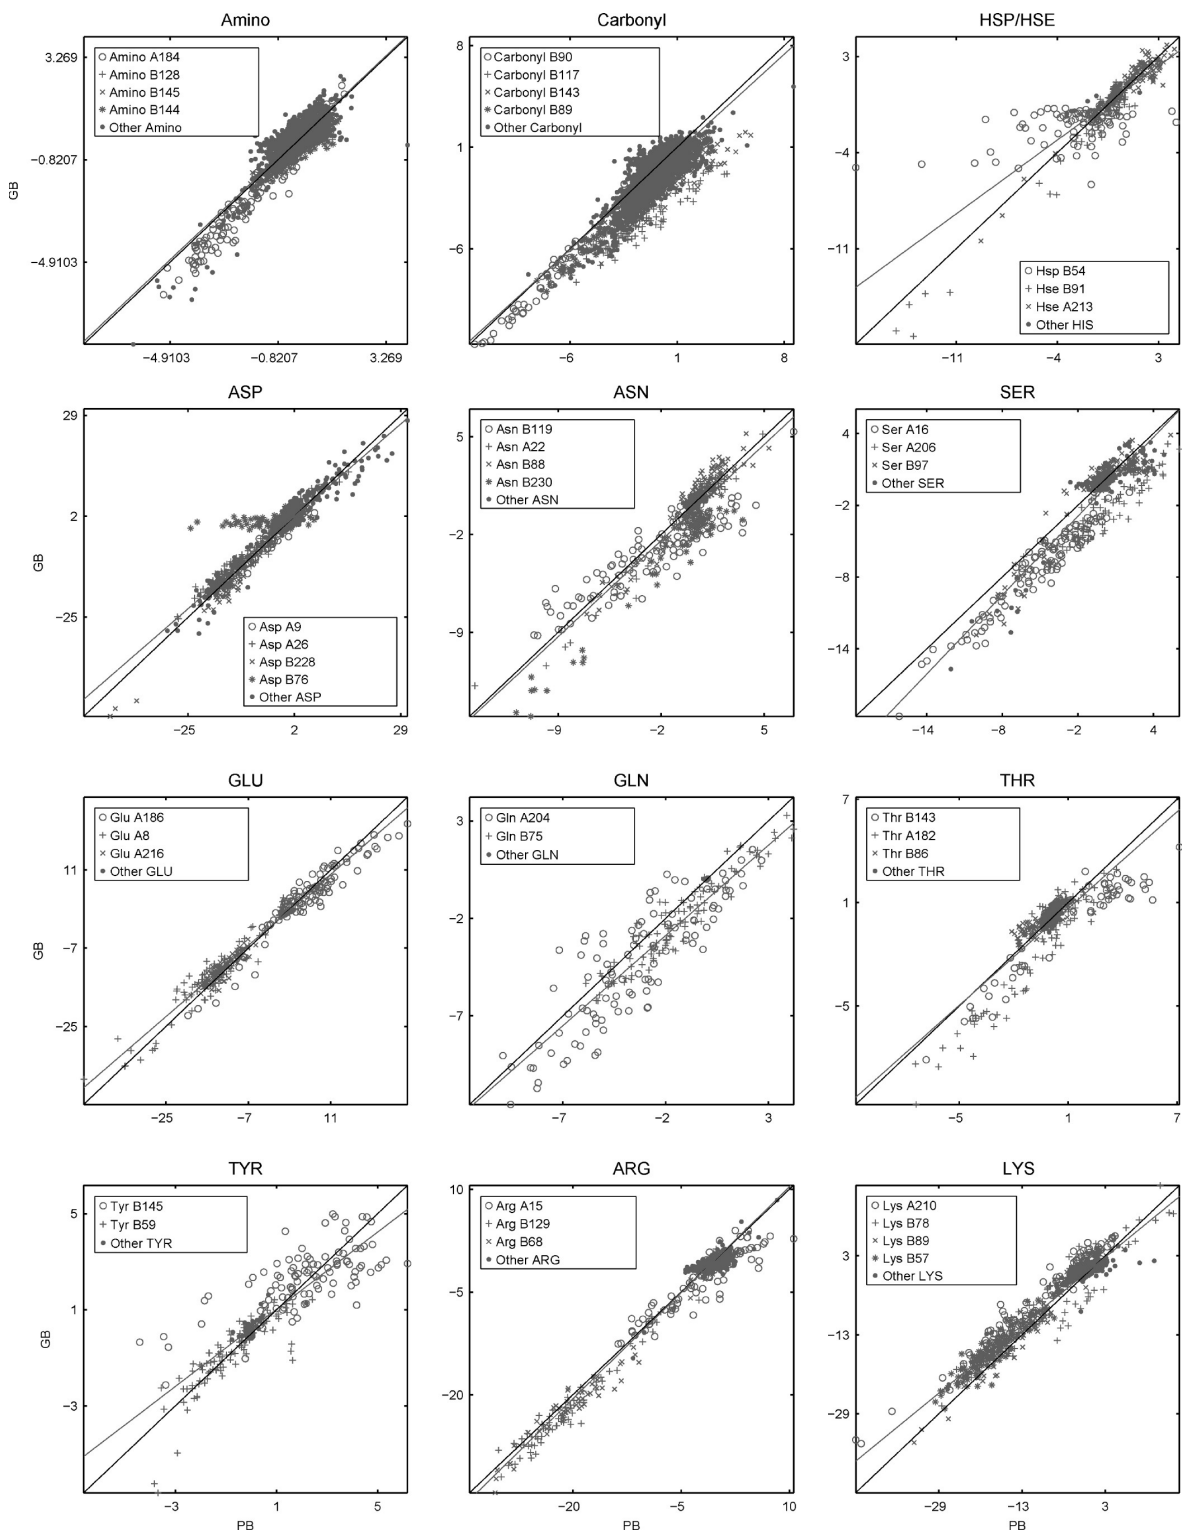 Amino
3.269
−0.8207
−4.9103
GB
Amino A184
Amino B128
Amino B145
Amino B144
Other Amino
−4.9103 −0.8207 3.269
Carbonyl
8
1
−6
Carbonyl B90
Carbonyl B117
Carbonyl B143
Carbonyl B89
Other Carbonyl
−6 1 8
HSP/HSE
3
−4
−11
Hsp B54
Hse B91
Hse A213
Other HIS
−11 −4 3
ASP
29
2
−25
GB
Asp A9
Asp A26
Asp B228
Asp B76
Other ASP
−25 2 29
ASN
5
−2
−9
Asn B119
Asn A22
Asn B88
Asn B230
Other ASN
−9 −2 5
SER
4
−2
−8
−14
Ser A16
Ser A206
Ser B97
Other SER
−14 −8 −2 4
GLU
11
−7
−25
GB
Glu A186
Glu A8
Glu A216
Other GLU
−25 −7 11
GLN
3
−2
−7
Gln A204
Gln B75
Other GLN
−7 −2 3
THR
7
1
−5
Thr B143
Thr A182
Thr B86
Other THR
−5 1 7
TYR
5
1
−3
GB
Tyr B145
Tyr B59
Other TYR
−3 1 5
PB
ARG
10
−5
−20
Arg A15
Arg B129
Arg B68
Other ARG
−20 −5 10
PB
LYS
3
−13
−29
Lys A210
Lys B78
Lys B89
Lys B57
Other LYS
−29 −13 3
PB